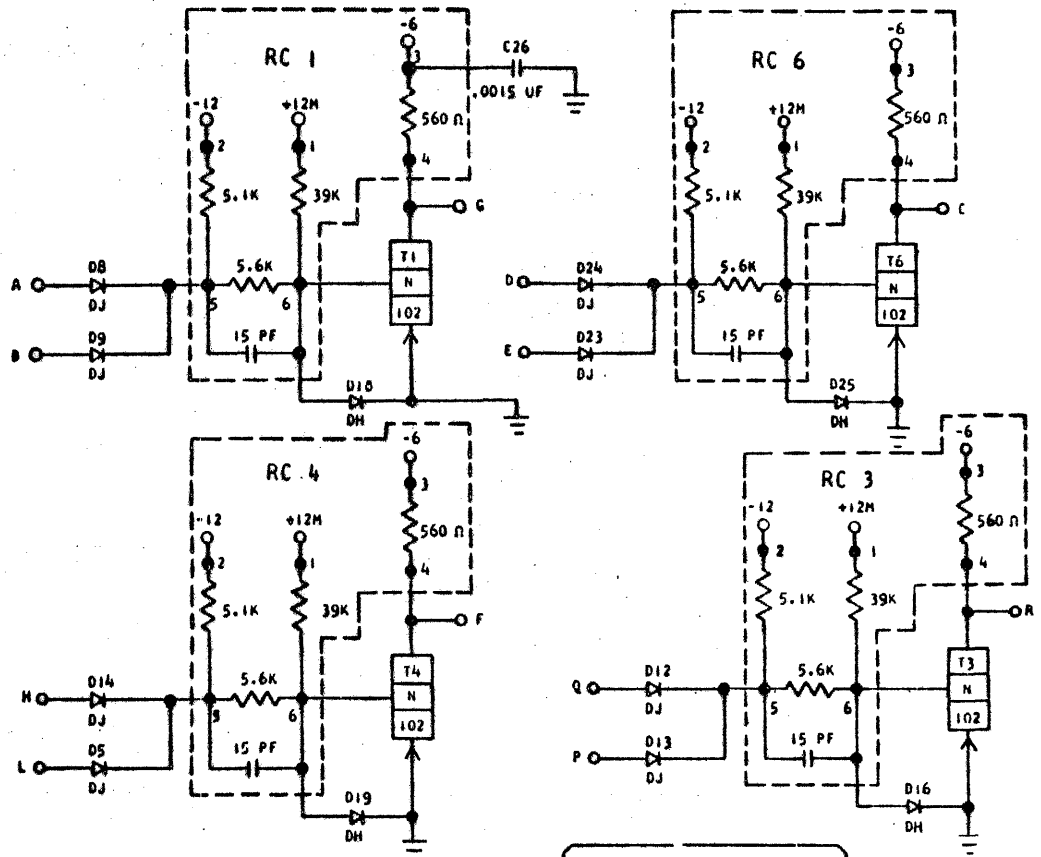 RC 1
-6
3
C26
.0015 UF
-12
+12M
2
1
560 Ω
4
5.1K
39K
G
T1
N
102
A
D8
DJ
5.6K
5
6
B
D9
DJ
15 PF
D18
DH
RC 6
-6
3
-12
+12M
2
1
560 Ω
4
5.1K
39K
C
T6
N
102
D
D24
DJ
5.6K
5
6
E
D23
DJ
15 PF
D25
DH
RC 4
-6
3
-12
+12M
2
1
560 Ω
4
5.1K
39K
F
T4
N
102
H
D14
DJ
5.6K
5
6
L
D5
DJ
15 PF
D19
DH
RC 3
-6
3
-12
+12M
2
1
560 Ω
4
5.1K
39K
R
T3
N
102
Q
D12
DJ
5.6K
5
6
P
D13
DJ
15 PF
D16
DH